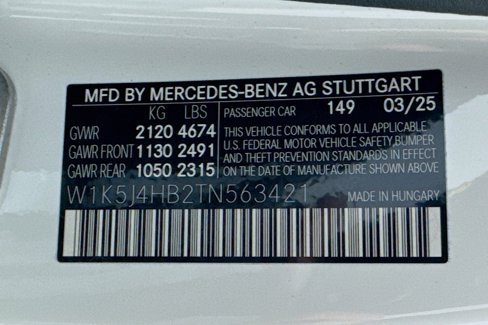 MFD BY MERCEDES-BENZ AG STUTTGART
KG LBS
GVWR 2120 4674
GAWR FRONT 1130 2491
GAWR REAR 1050 2315
PASSENGER CAR 149 03/25
THIS VEHICLE CONFORMS TO ALL APPLICABLE
U.S. FEDERAL MOTOR VEHICLE SAFETY,BUMPER
AND THEFT PREVENTION STANDARDS IN EFFECT
ON THE DATE OF MANUFACTURE SHOWN ABOVE.
W1K5J4HB2TN563421
MADE IN HUNGARY